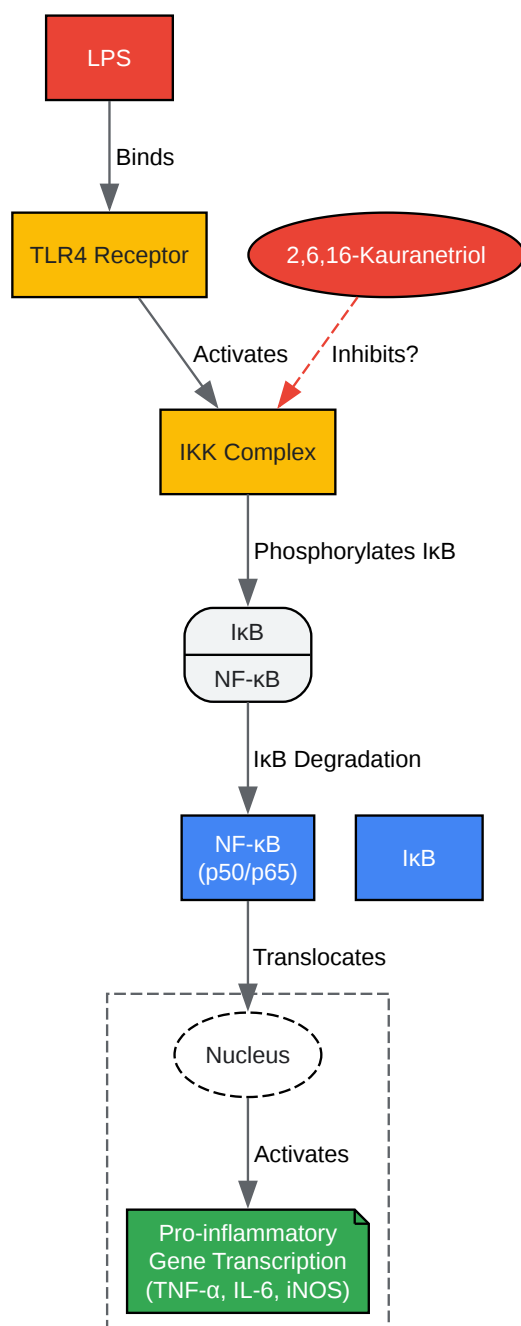 LPS
Binds
TLR4 Receptor
2,6,16-Kauranetriol
Activates
Inhibits?
IKK Complex
Phosphorylates IκB
IκB
NF-κB
IκB Degradation
NF-κB
(p50/p65)
IκB
Translocates
Nucleus
Activates
Pro-inflammatory
Gene Transcription
(TNF-α, IL-6, iNOS)